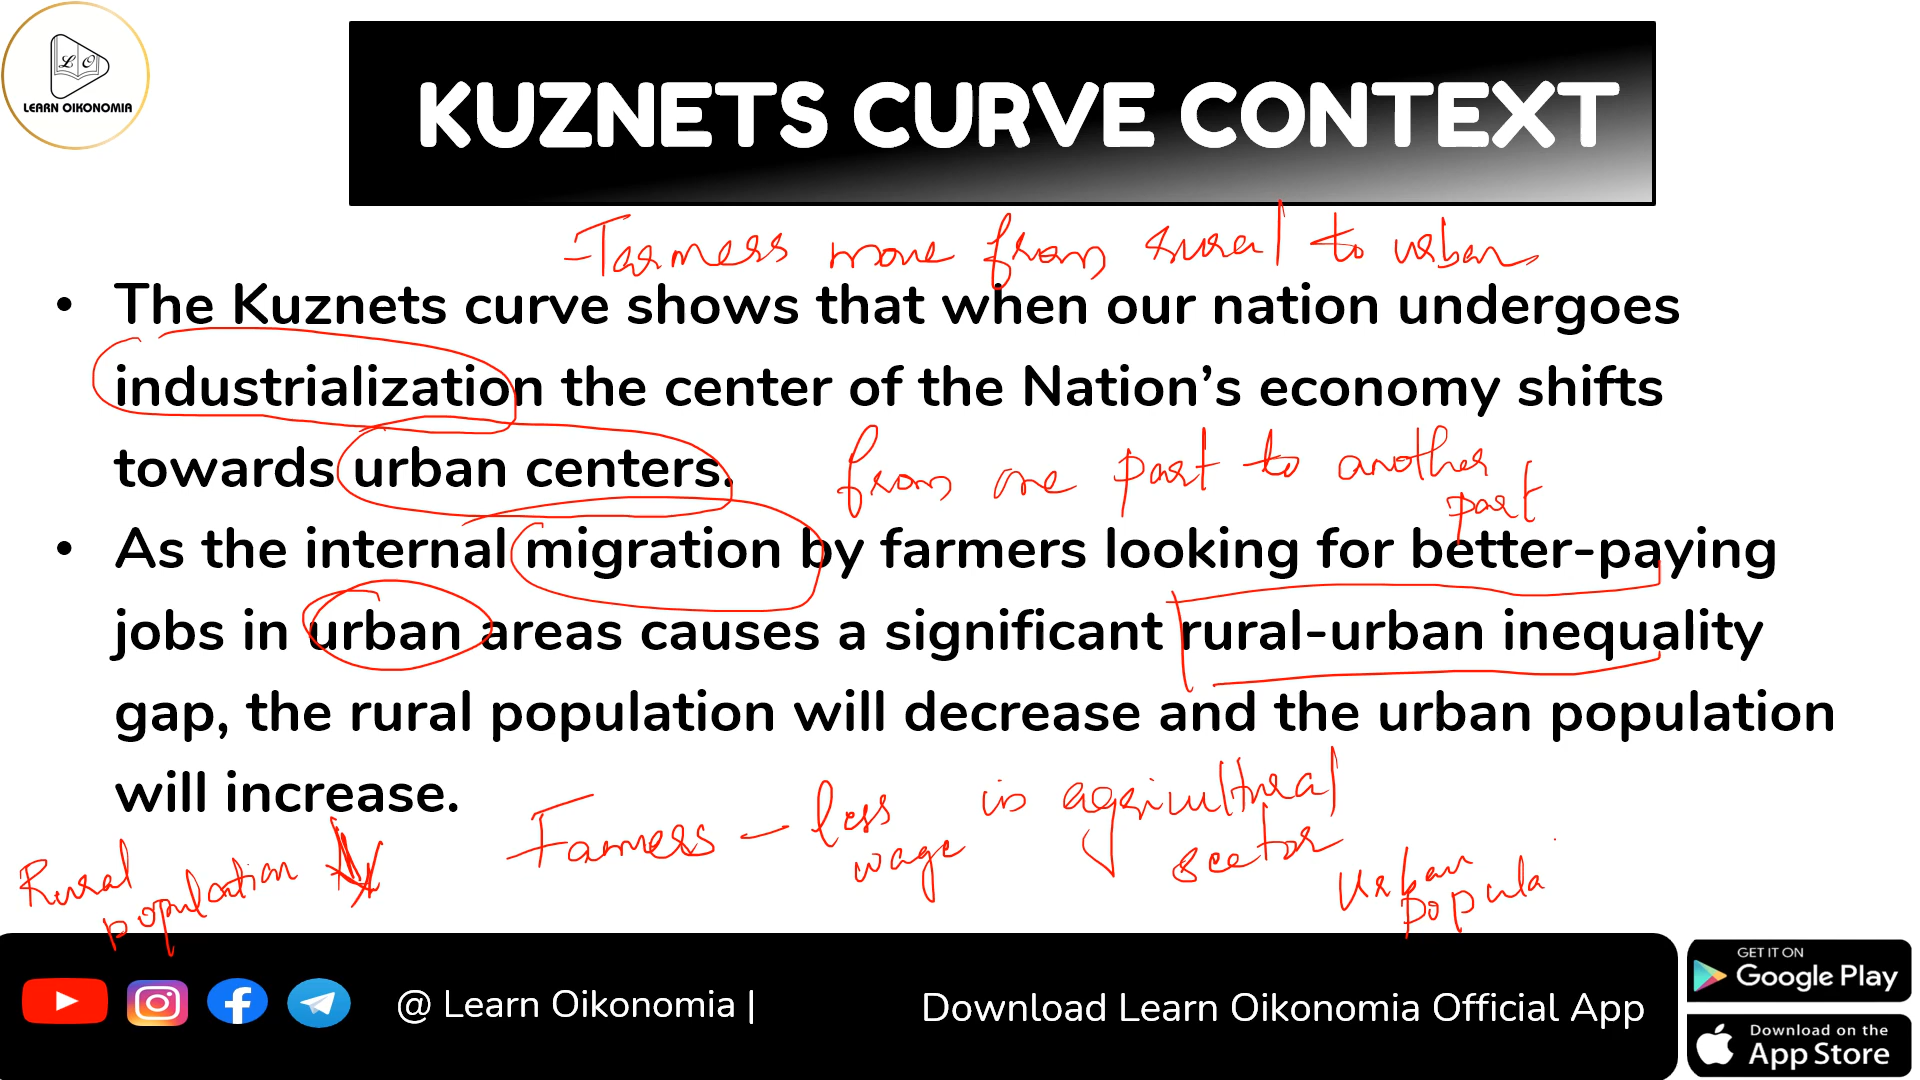 L O
LEARN OIKONOMIA
KUZNETS CURVE CONTEXT
- Farmers move from rural to urban
• The Kuznets curve shows that when our nation undergoes
industrialization the center of the Nation's economy shifts
towards urban centers.
from one part to another
part
• As the internal migration by farmers looking for better-paying
jobs in urban areas causes a significant rural-urban inequality
gap, the rural population will decrease and the urban population
will increase.
Farmers – less wage in agricultural sector
Rural
population
Urban
popula
@ Learn Oikonomia |
Download Learn Oikonomia Official App
GET IT ON
Google Play
Download on the
App Store